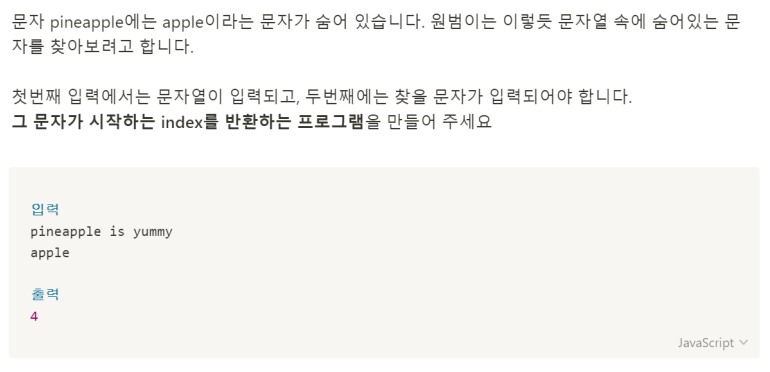 문자 pineapple에는 apple이라는 문자가 숨어 있습니다. 원범이는 이렇듯 문자열 속에 숨어있는 문
자를 찾아보려고 합니다.
첫번째 입력에서는 문자열이 입력되고, 두번째에는 찾을 문자가 입력되어야 합니다.
그 문자가 시작하는 index를 반환하는 프로그램을 만들어 주세요
입력
pineapple is yummy
apple
출력
4
JavaScript